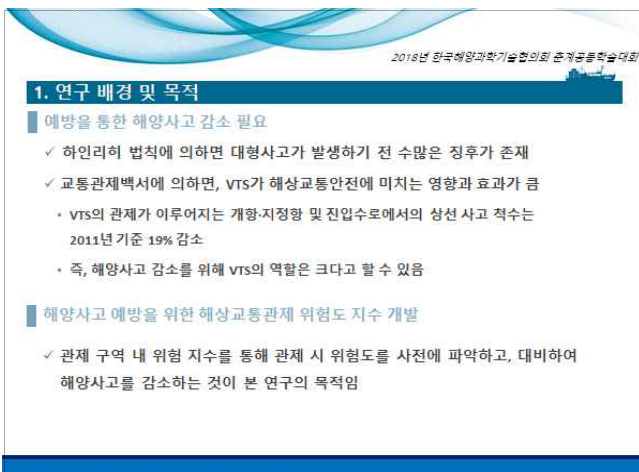 2018년 한국해양과학기술협의회 춘계공동학술대회
1. 연구 배경 및 목적
예방을 통한 해양사고 감소 필요
✓ 하인리히 법칙에 의하면 대형사고가 발생하기 전 수많은 징후가 존재
✓ 교통관제백서에 의하면, VTS가 해상교통안전에 미치는 영향과 효과가 큼
• VTS의 관제가 이루어지는 개항·지정항 및 진입수로에서의 상선 사고 척수는
2011년 기준 19% 감소
• 즉, 해양사고 감소를 위해 VTS의 역할은 크다고 할 수 있음
해양사고 예방을 위한 해상교통관제 위험도 지수 개발
✓ 관제 구역 내 위험 지수를 통해 관제 시 위험도를 사전에 파악하고, 대비하여
해양사고를 감소하는 것이 본 연구의 목적임